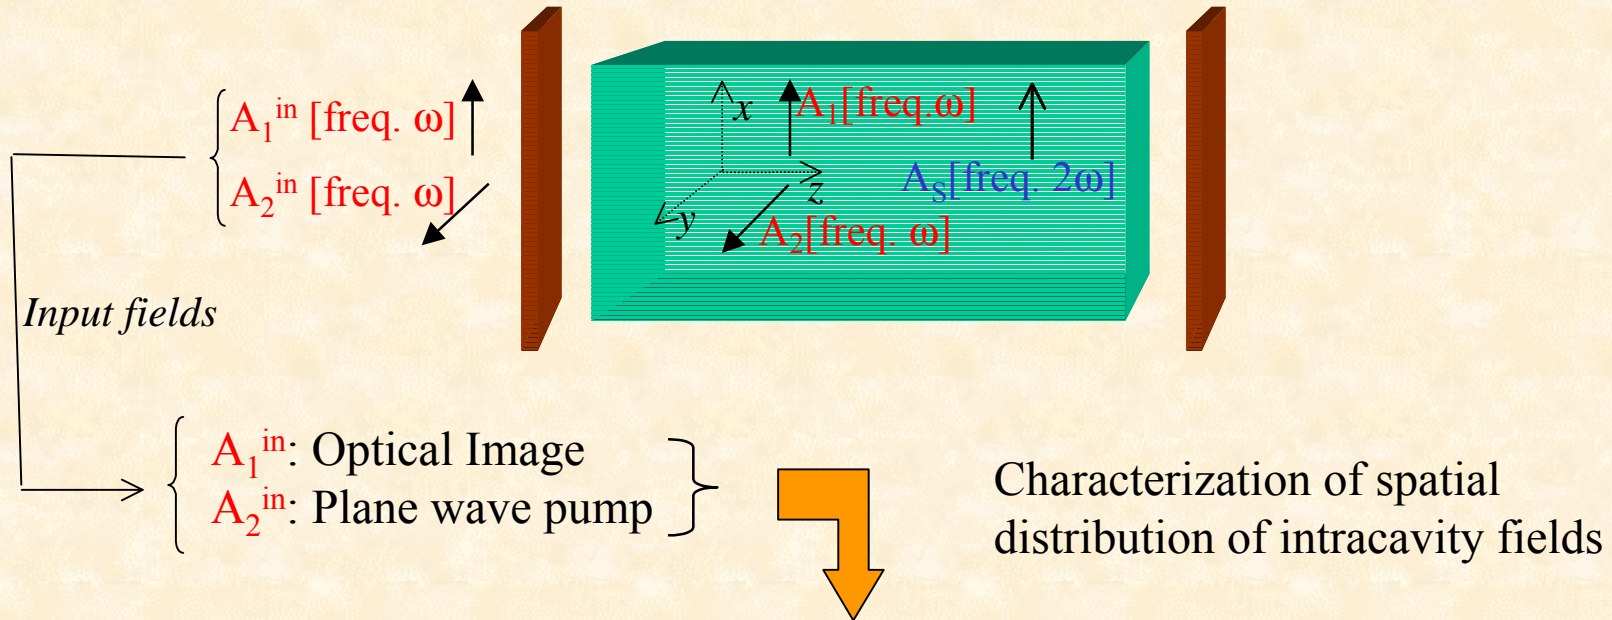 A₁ⁱⁿ [freq. ω]
A₂ⁱⁿ [freq. ω]
x
A₁[freq.ω]
z
Aₛ[freq. 2ω]
y
A₂[freq. ω]
Input fields
A₁ⁱⁿ: Optical Image
A₂ⁱⁿ: Plane wave pump
Characterization of spatial
distribution of intracavity fields